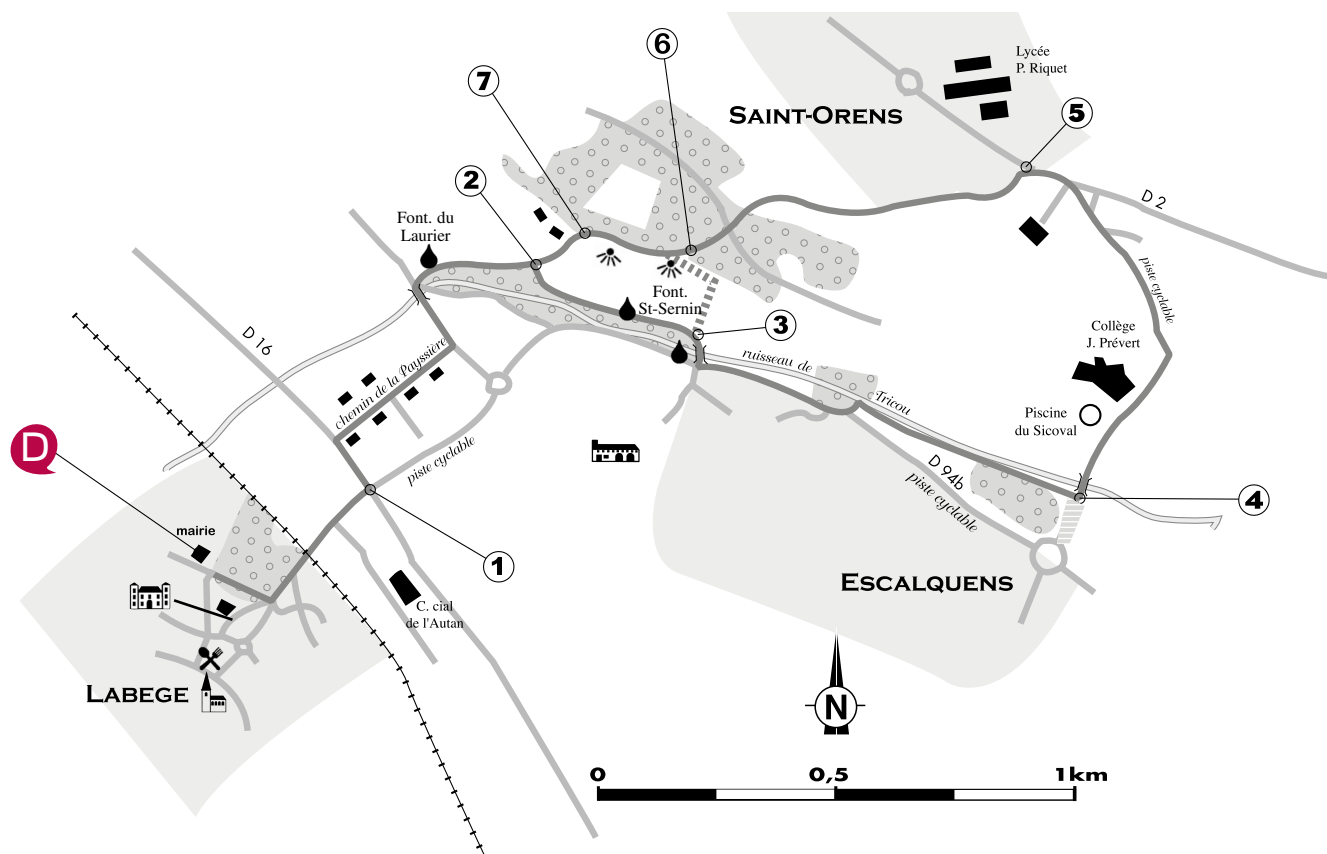 6
Lycée
P. Riquet
7
SAINT-ORENS
5
2
D 2
Font. du
Laurier
piste cyclable
Font.
St-Sernin
3
D 16
Collège
J. Prévert
ruisseau de
Tricou
chemin de la Payssière
Piscine
du Sicoval
D
piste cyclable
D 94b
piste cyclable
4
mairie
1
ESCALQUENS
C. cial
de l'Autan
LABEGE
N
0 0,5 1km